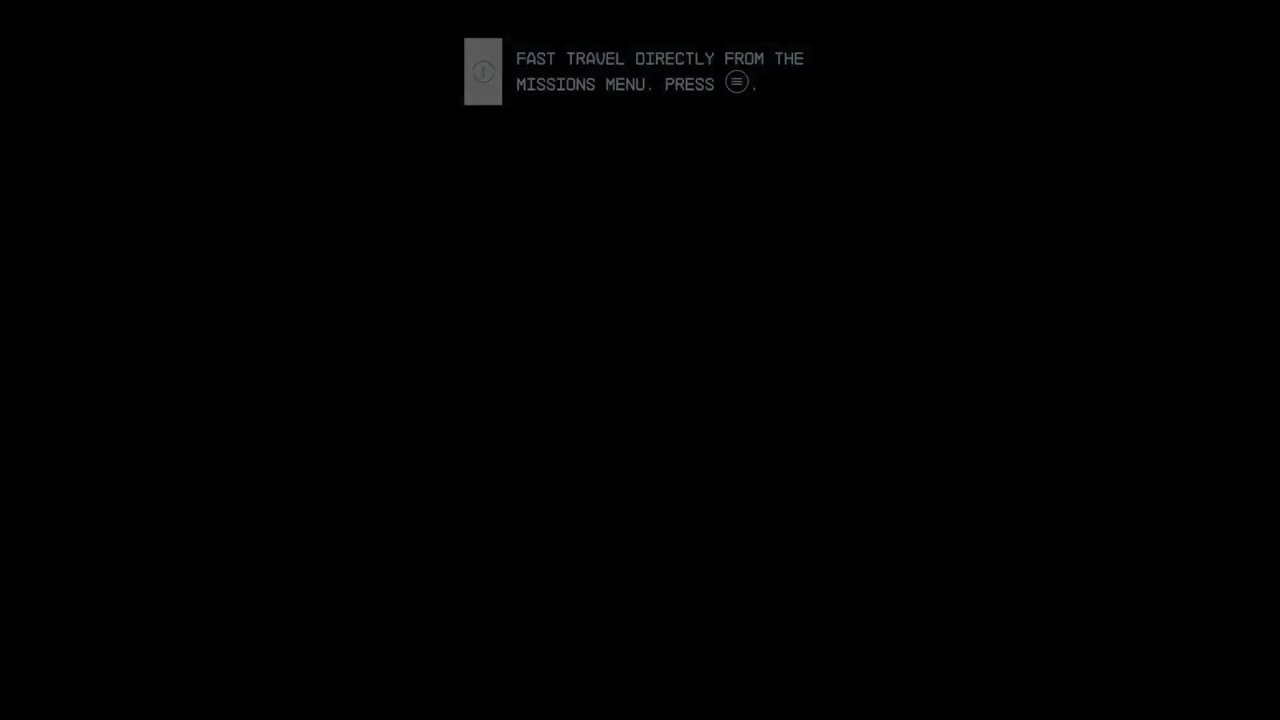 FAST TRAVEL DIRECTLY FROM THE
MISSIONS MENU. PRESS .